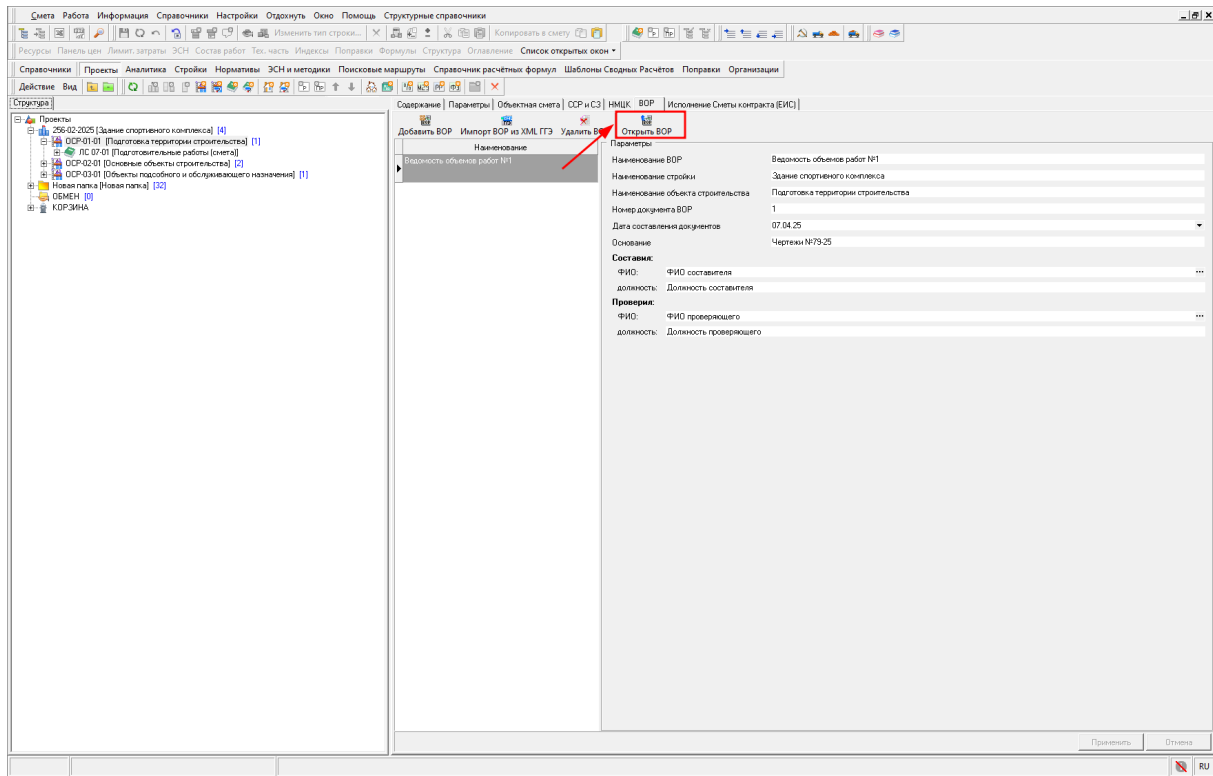 Смета Работа Информация Справочники Настройки Отдохнуть Окно Помощь Структурные справочники
Изменить тип строки... Копировать в смету
Ресурсы Панель цен Лимит. затраты ЭСН Состав работ Тех. часть Индексы Поправки Формулы Структура Оглавление Список открытых окон
Справочники Проекты Аналитика Стройки Нормативы ЭСН и методики Поисковые маршруты Справочник расчётных формул Шаблоны Сводных Расчётов Поправки Организации
Действие Вид
Структура
Содержание Параметры Объектная смета ССР и СЗ НМЦК ВОР Исполнение Сметы контракта (ЕИС)
Проекты
256-02-2025 [Здание спортивного комплекса] [4]
ОСР-01-01 [Подготовка территории строительства] [1]
ЛС 07-01 [Подготовительные работы (смета)]
ОСР-02-01 [Основные объекты строительства] [2]
ОСР-03-01 [Объекты подсобного и обслуживающего назначения] [1]
Новая папка [Новая папка] [32]
ОБМЕН [0]
КОРЗИНА
Добавить ВОР Импорт ВОР из XML ГГЭ Удалить Открыть ВОР
Наименование
Ведомость объемов работ №1
Параметры
Наименование ВОР Ведомость объемов работ №1
Наименование стройки Здание спортивного комплекса
Наименование объекта строительства Подготовка территории строительства
Номер документа ВОР 1
Дата составления документов 07.04.25
Основание Чертежи №79-25
Составил:
ФИО: ФИО составителя ...
должность: Должность составителя
Проверил:
ФИО: ФИО проверяющего ...
должность: Должность проверяющего
Применить Отмена
RU